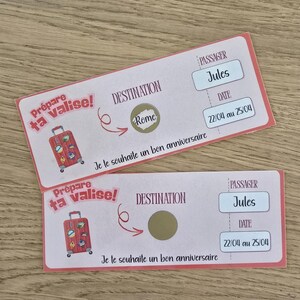 Prépare
ta valise!
DESTINATION
Rome
PASSAGER
Jules
DATE
22/04 au 25/04
Je te souhaite un bon anniversaire
Prépare
ta valise!
DESTINATION
PASSAGER
Jules
DATE
22/04 au 25/04
Je te souhaite un bon anniversaire